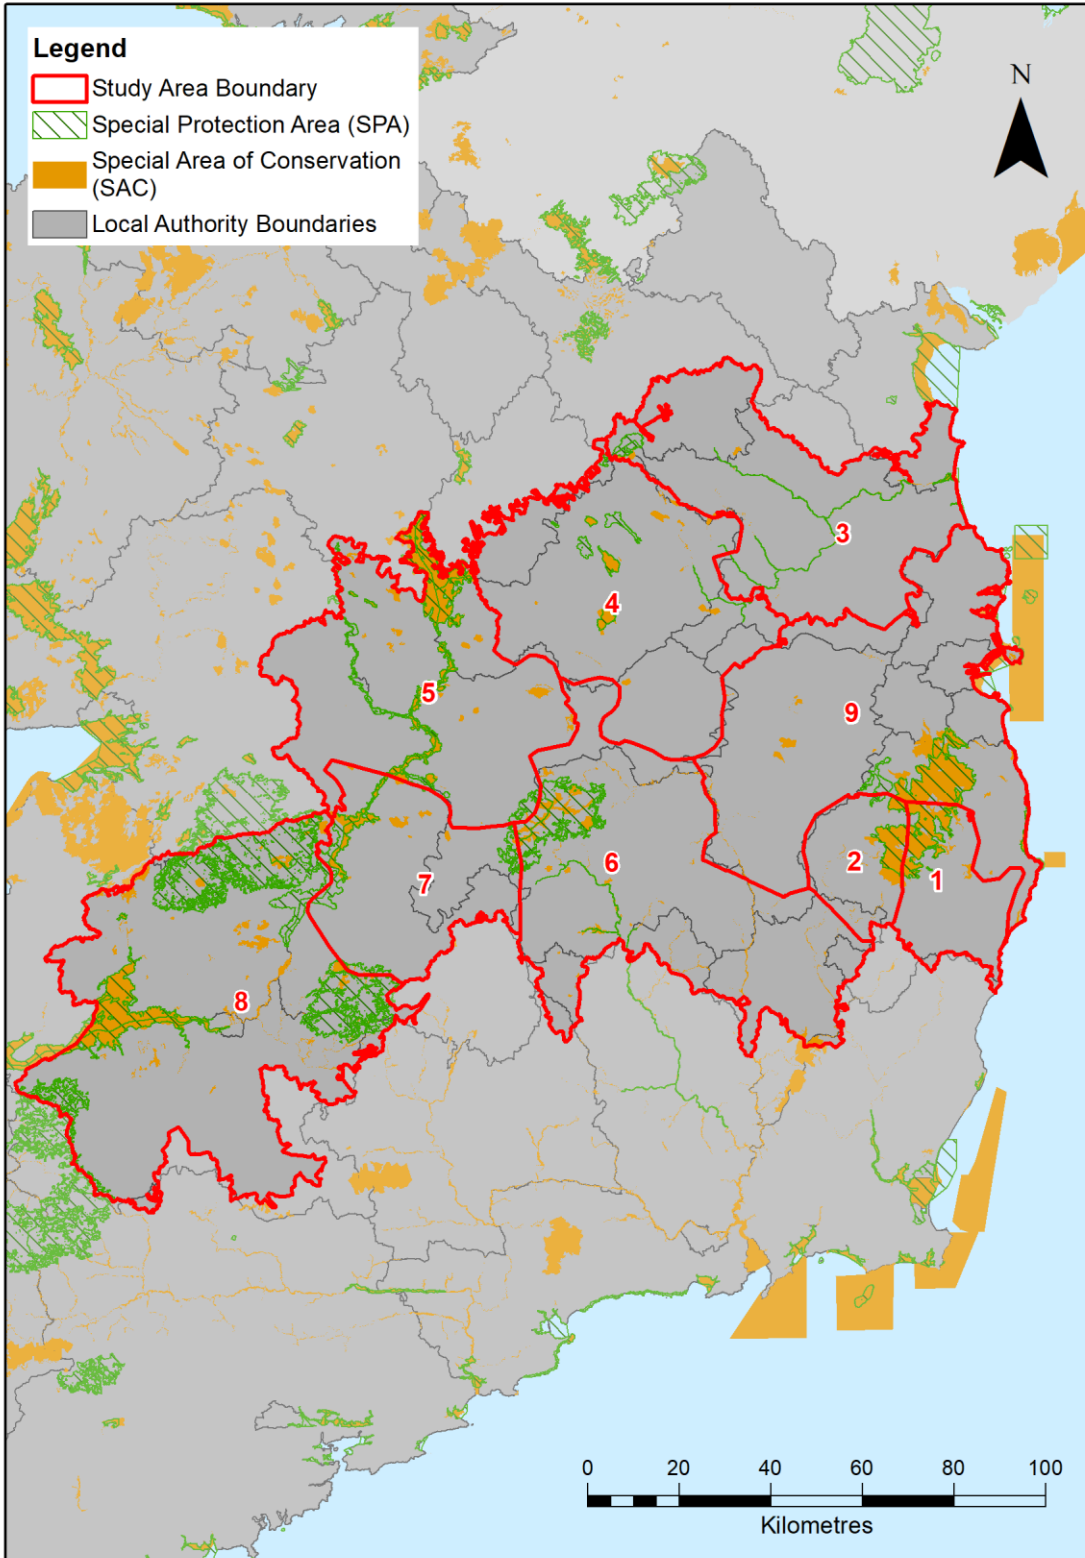 Legend
Study Area Boundary
Special Protection Area (SPA)
Special Area of Conservation
(SAC)
Local Authority Boundaries
N
3
4
5
9
2
1
6
7
8
0 20 40 60 80 100
Kilometres